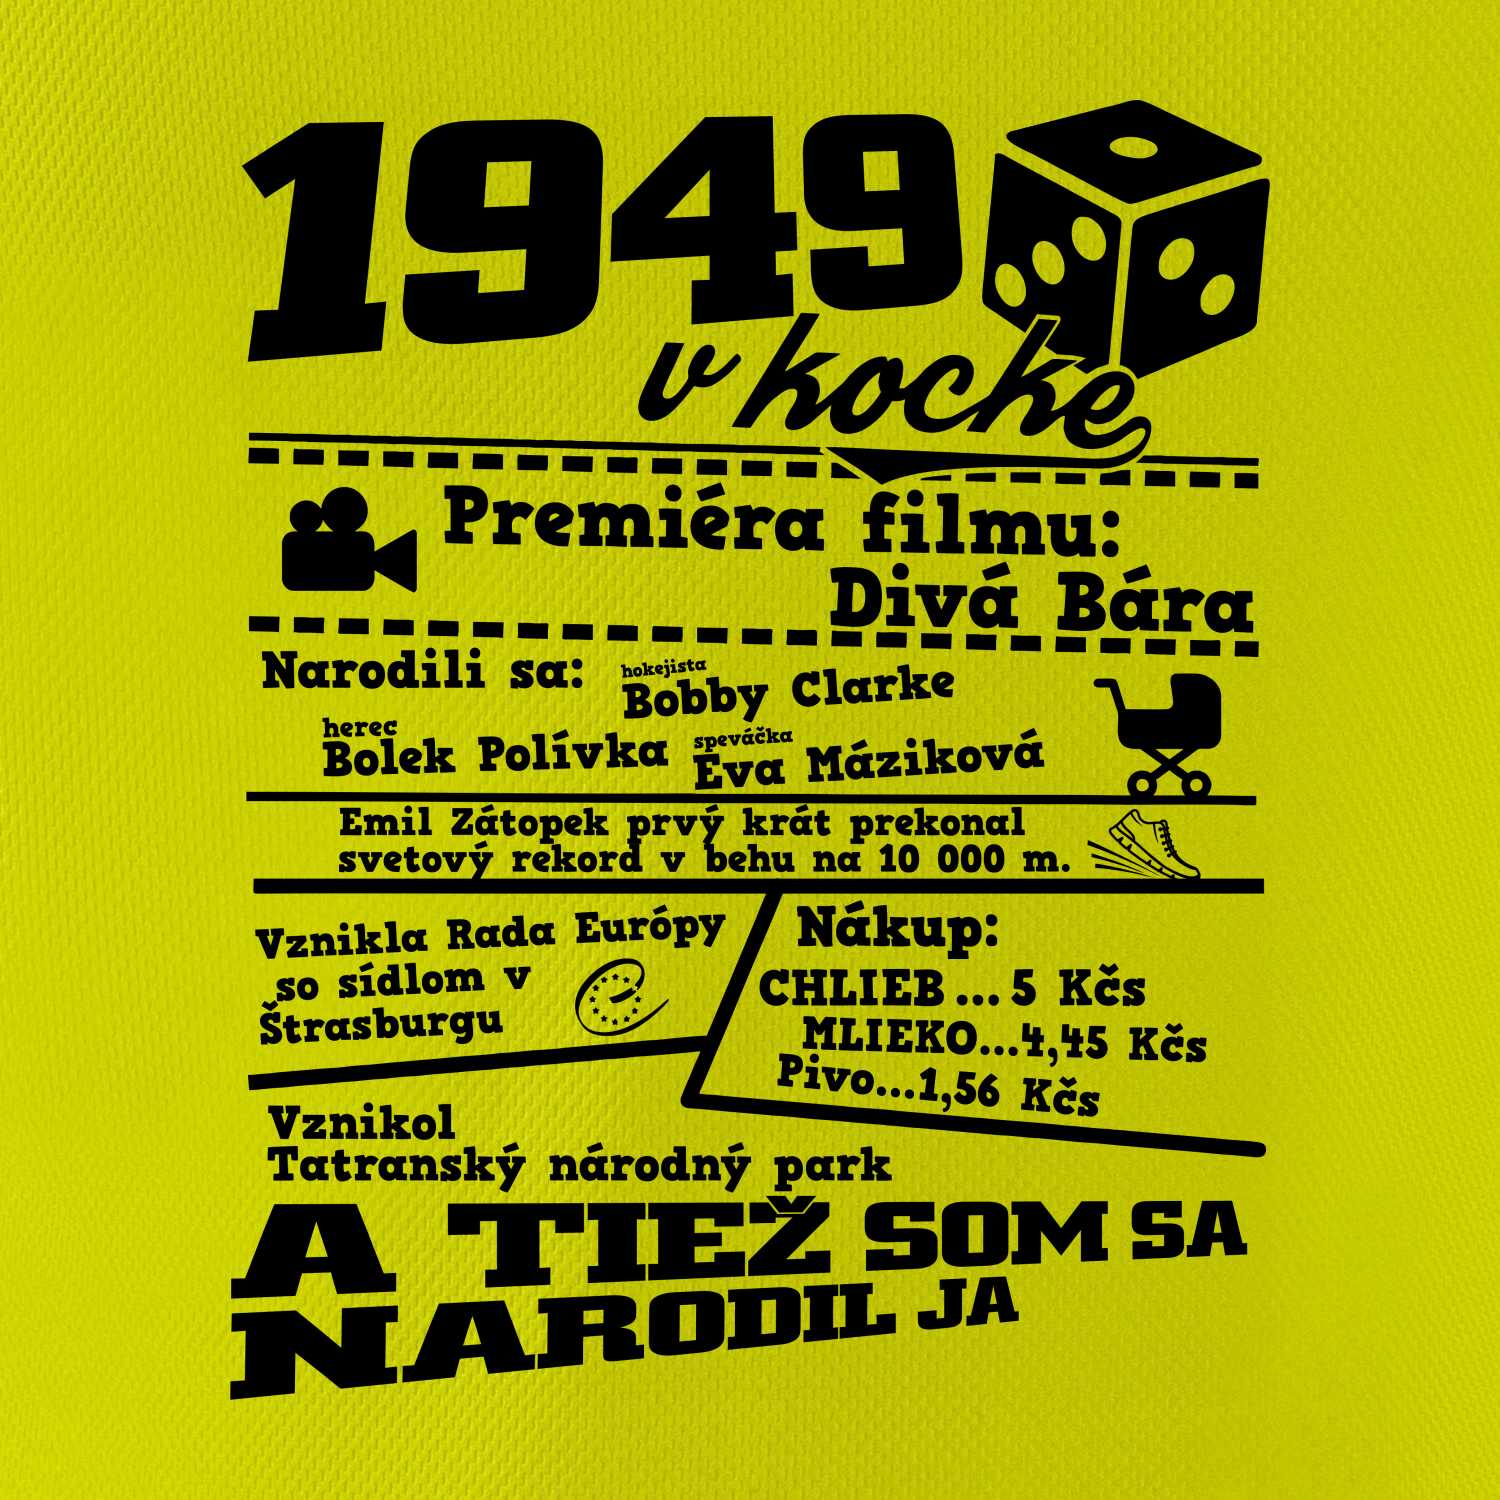 1949
v kocke
Premiéra filmu:
Divá Bára
Narodili sa:
hokejista
Bobby Clarke
herec
Bolek Polívka
speváčka
Eva Máziková
Emil Zátopek prvý krát prekonal
svetový rekord v behu na 10 000 m.
Vznikla Rada Európy
so sídlom v
Štrasburgu
Nákup:
CHLIEB...5 Kčs
MLIEKO...4,45 Kčs
Pivo...1,56 Kčs
Vznikol
Tatranský národný park
A TIEŽ SOM SA
NARODIL JA